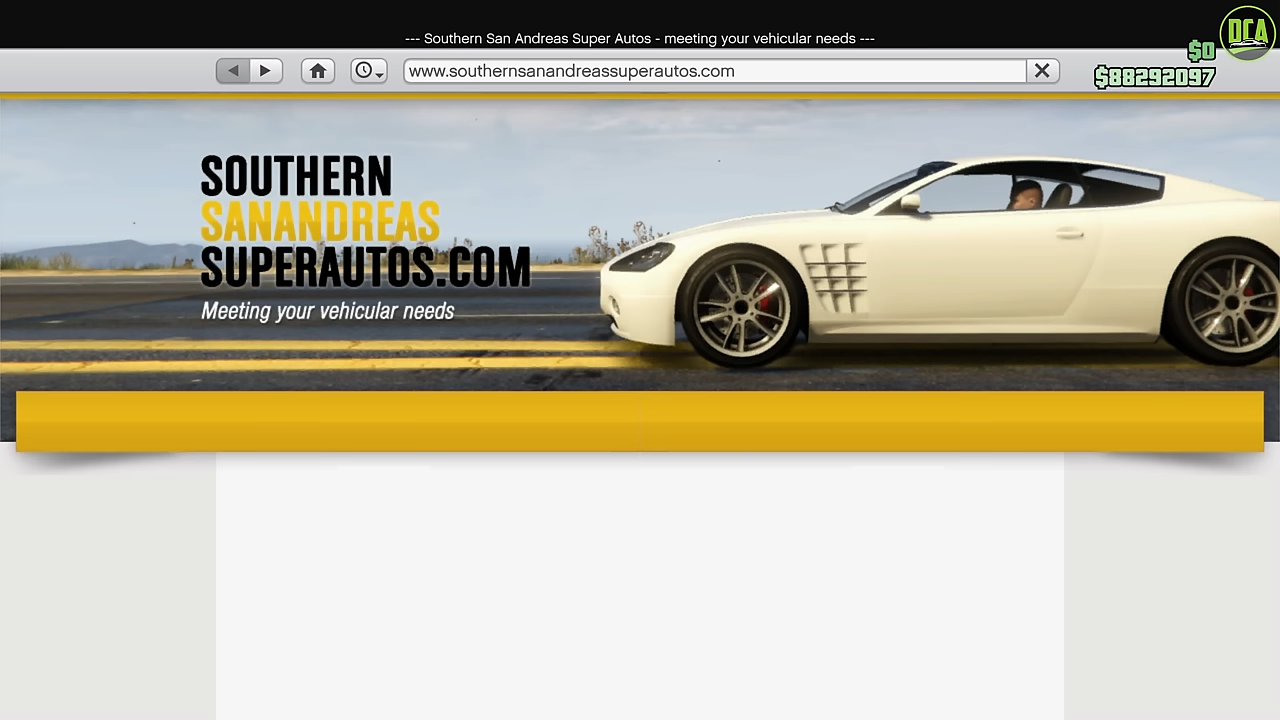 --- Southern San Andreas Super Autos - meeting your vehicular needs ---
DCA
$0
www.southernsanandreassuperautos.com
$88292097
SOUTHERN
SANANDREAS
SUPERAUTOS.COM
Meeting your vehicular needs